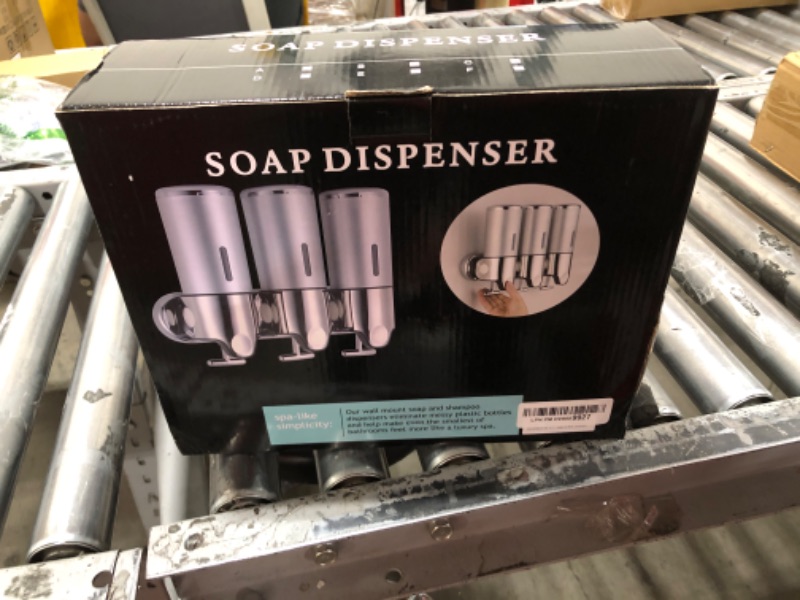 SOAP DISPENSER
SOAP DISPENSER
spa-like
simplicity:
Our wall mount soap and shampoo
dispensers eliminate messy plastic bottles
and help make even the smallest of
bathrooms feel more like a luxury spa.
9927